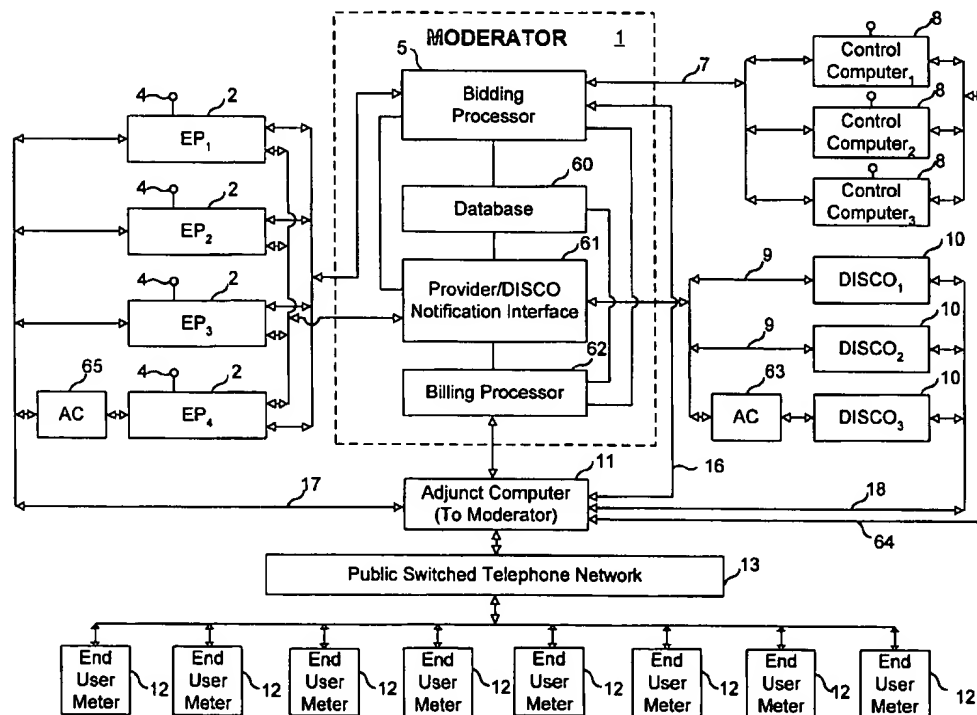 MODERATOR 1
5
Bidding
Processor
60
Database
61
Provider/DISCO
Notification Interface
62
Billing Processor
4 2
EP1
4 2
EP2
4 2
EP3
65
AC
4 2
EP4
7
8
Control
Computer1
8
Control
Computer2
8
Control
Computer3
9
10
DISCO1
9
10
DISCO2
63
AC
10
DISCO3
17
11
Adjunct Computer
(To Moderator)
16
18
64
Public Switched Telephone Network
13
End
User
Meter
12
End
User
Meter
12
End
User
Meter
12
End
User
Meter
12
End
User
Meter
12
End
User
Meter
12
End
User
Meter
12
End
User
Meter
12